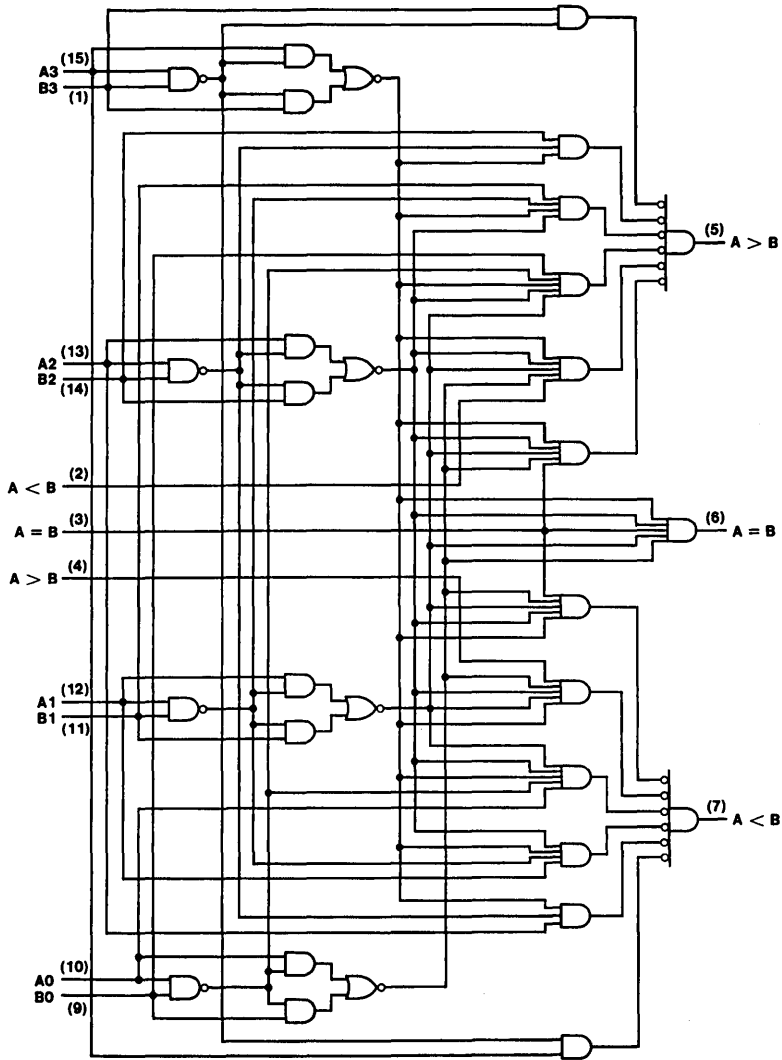 (15)
A3
B3
(1)
(5)
A > B
(13)
A2
B2
(14)
(2)
A < B
(3)
A = B
(6)
A = B
(4)
A > B
(12)
A1
B1
(11)
(7)
A < B
(10)
A0
B0
(9)